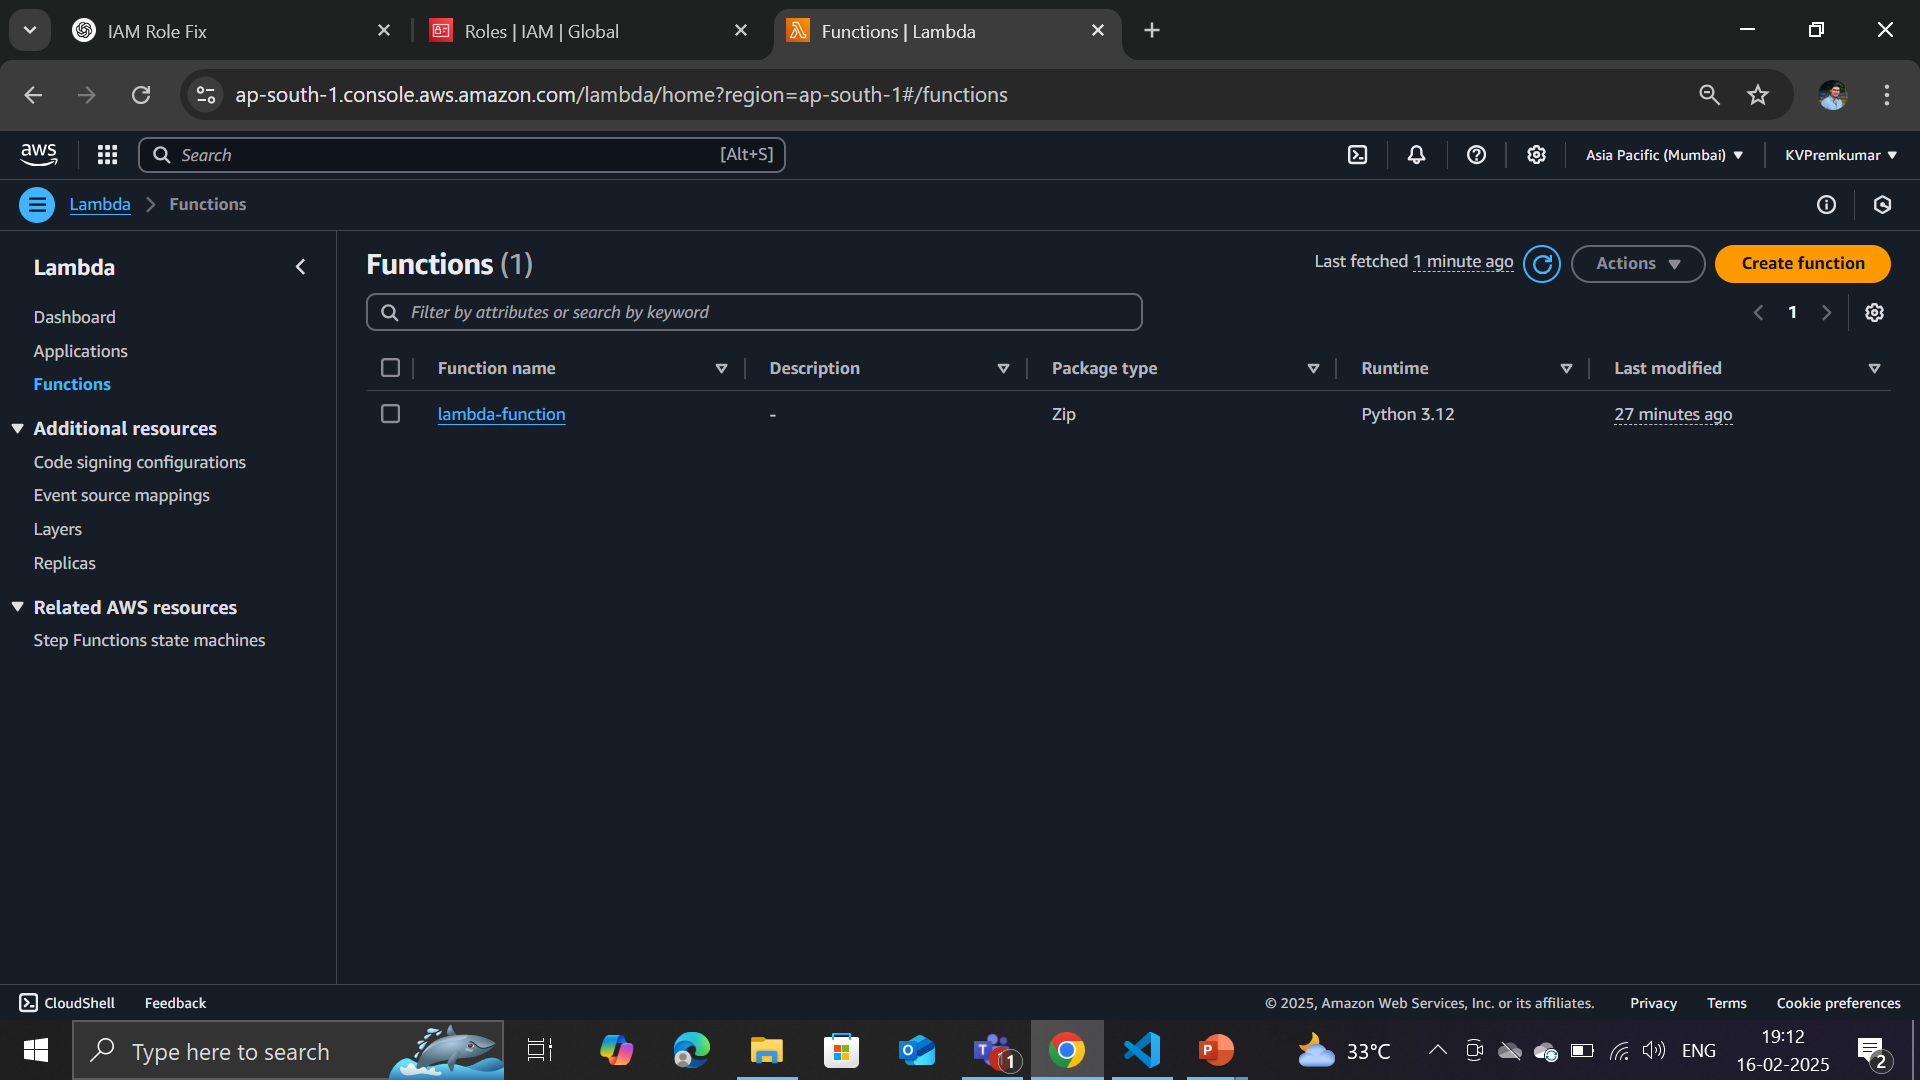 IAM Role Fix
Roles | IAM | Global
Functions | Lambda
ap-south-1.console.aws.amazon.com/lambda/home?region=ap-south-1#/functions
aws
Search
[Alt+S]
Asia Pacific (Mumbai)
KVPremkumar
Lambda
Functions
Lambda
Dashboard
Applications
Functions
Additional resources
Code signing configurations
Event source mappings
Layers
Replicas
Related AWS resources
Step Functions state machines
Functions (1)
Last fetched 1 minute ago
Actions
Create function
Filter by attributes or search by keyword
1
Function name Description Package type Runtime Last modified
lambda-function - Zip Python 3.12 27 minutes ago
CloudShell
Feedback
© 2025, Amazon Web Services, Inc. or its affiliates.
Privacy
Terms
Cookie preferences
Type here to search
1
33°C
ENG
19:12
16-02-2025
2